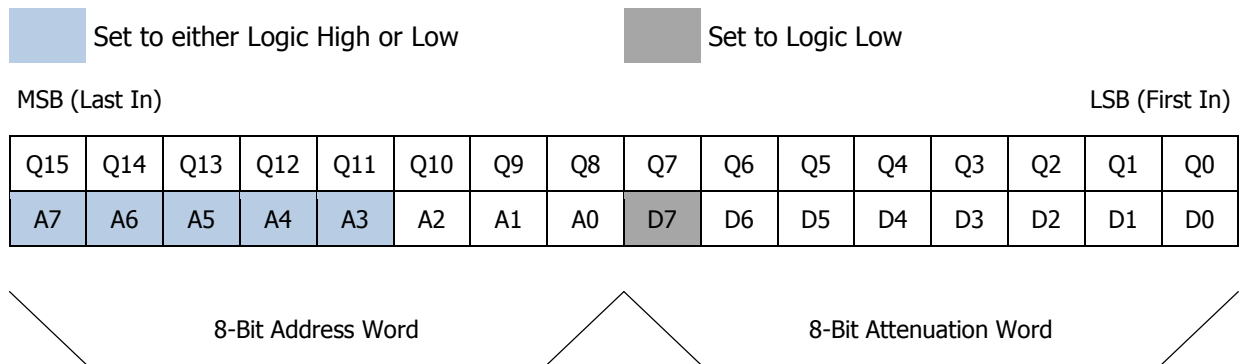 Set to either Logic High or Low Set to Logic Low
MSB (Last In) LSB (First In)
Q15 Q14 Q13 Q12 Q11 Q10 Q9 Q8 Q7 Q6 Q5 Q4 Q3 Q2 Q1 Q0
A7 A6 A5 A4 A3 A2 A1 A0 D7 D6 D5 D4 D3 D2 D1 D0
8-Bit Address Word 8-Bit Attenuation Word